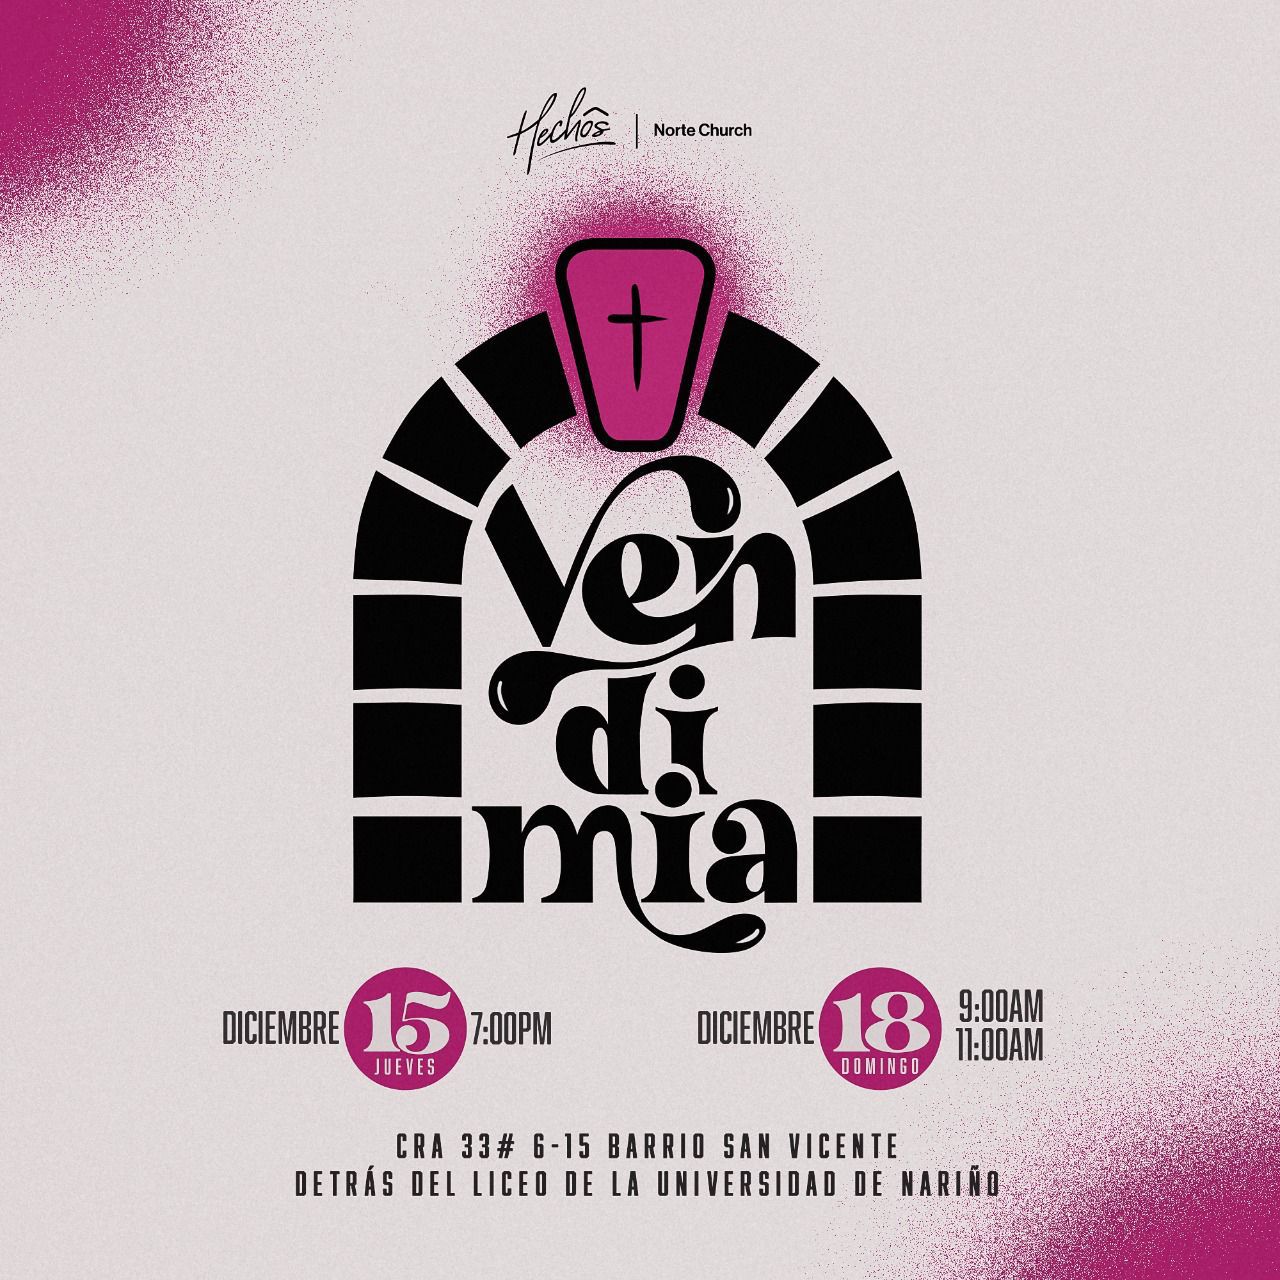 Hechôs | Norte Church
Ven
di
mia
DICIEMBRE 15 7:00PM
JUEVES
DICIEMBRE 18 9:00AM
11:00AM
DOMINGO
CRA 33# 6-15 BARRIO SAN VICENTE
DETRÁS DEL LICEO DE LA UNIVERSIDAD DE NARIÑO